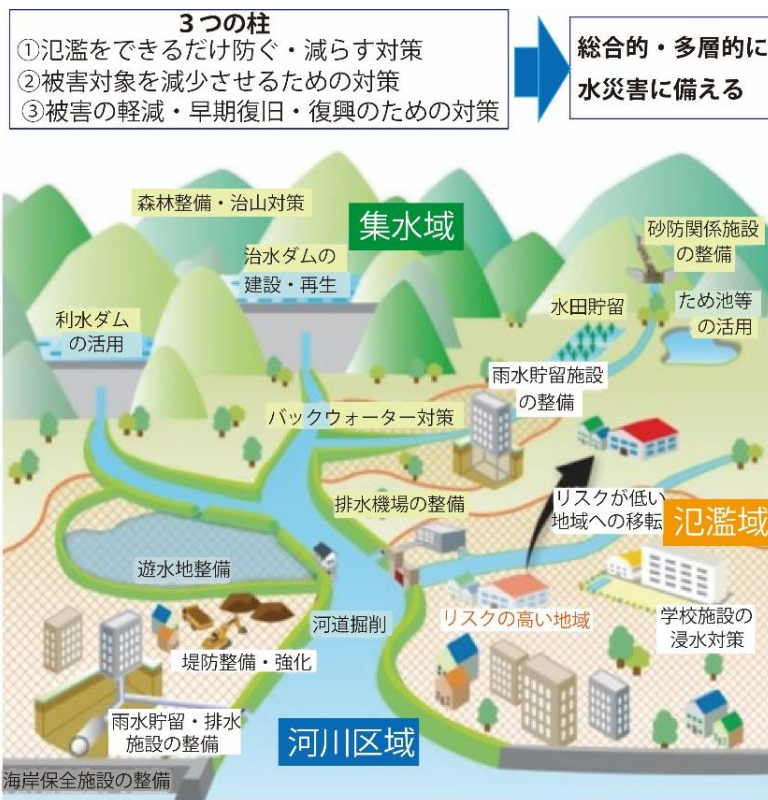 3つの柱
①氾濫をできるだけ防ぐ・減らす対策
②被害対象を減少させるための対策
③被害の軽減・早期復旧・復興のための対策
総合的・多層的に
水災害に備える
森林整備・治山対策
集水域
砂防関係施設
の整備
治水ダムの
建設・再生
水田貯留
ため池等
の活用
利水ダム
の活用
雨水貯留施設
の整備
バックウォーター対策
排水機場の整備
リスクが低い
地域への移転
氾濫域
遊水地整備
河道掘削
リスクの高い地域
学校施設の
浸水対策
堤防整備・強化
雨水貯留・排水
施設の整備
河川区域
海岸保全施設の整備